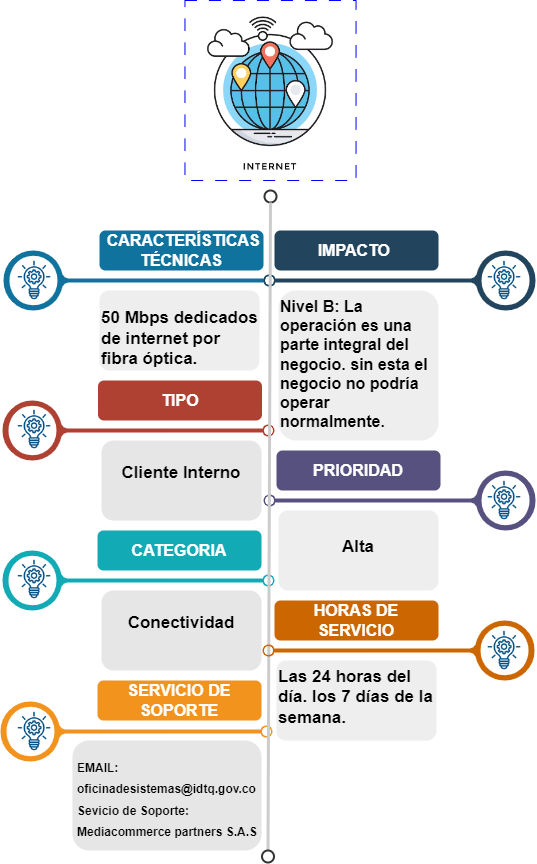 INTERNET
CARACTERÍSTICAS
TÉCNICAS
50 Mbps dedicados
de internet por
fibra óptica.
IMPACTO
Nivel B: La
operación es una
parte integral del
negocio. sin esta el
negocio no podría
operar
normalmente.
TIPO
Cliente Interno
PRIORIDAD
Alta
CATEGORIA
Conectividad
HORAS DE
SERVICIO
Las 24 horas del
día. los 7 días de la
semana.
SERVICIO DE
SOPORTE
EMAIL:
oficinadesistemas@idtq.gov.co
Sevicio de Soporte:
Mediacommerce partners S.A.S